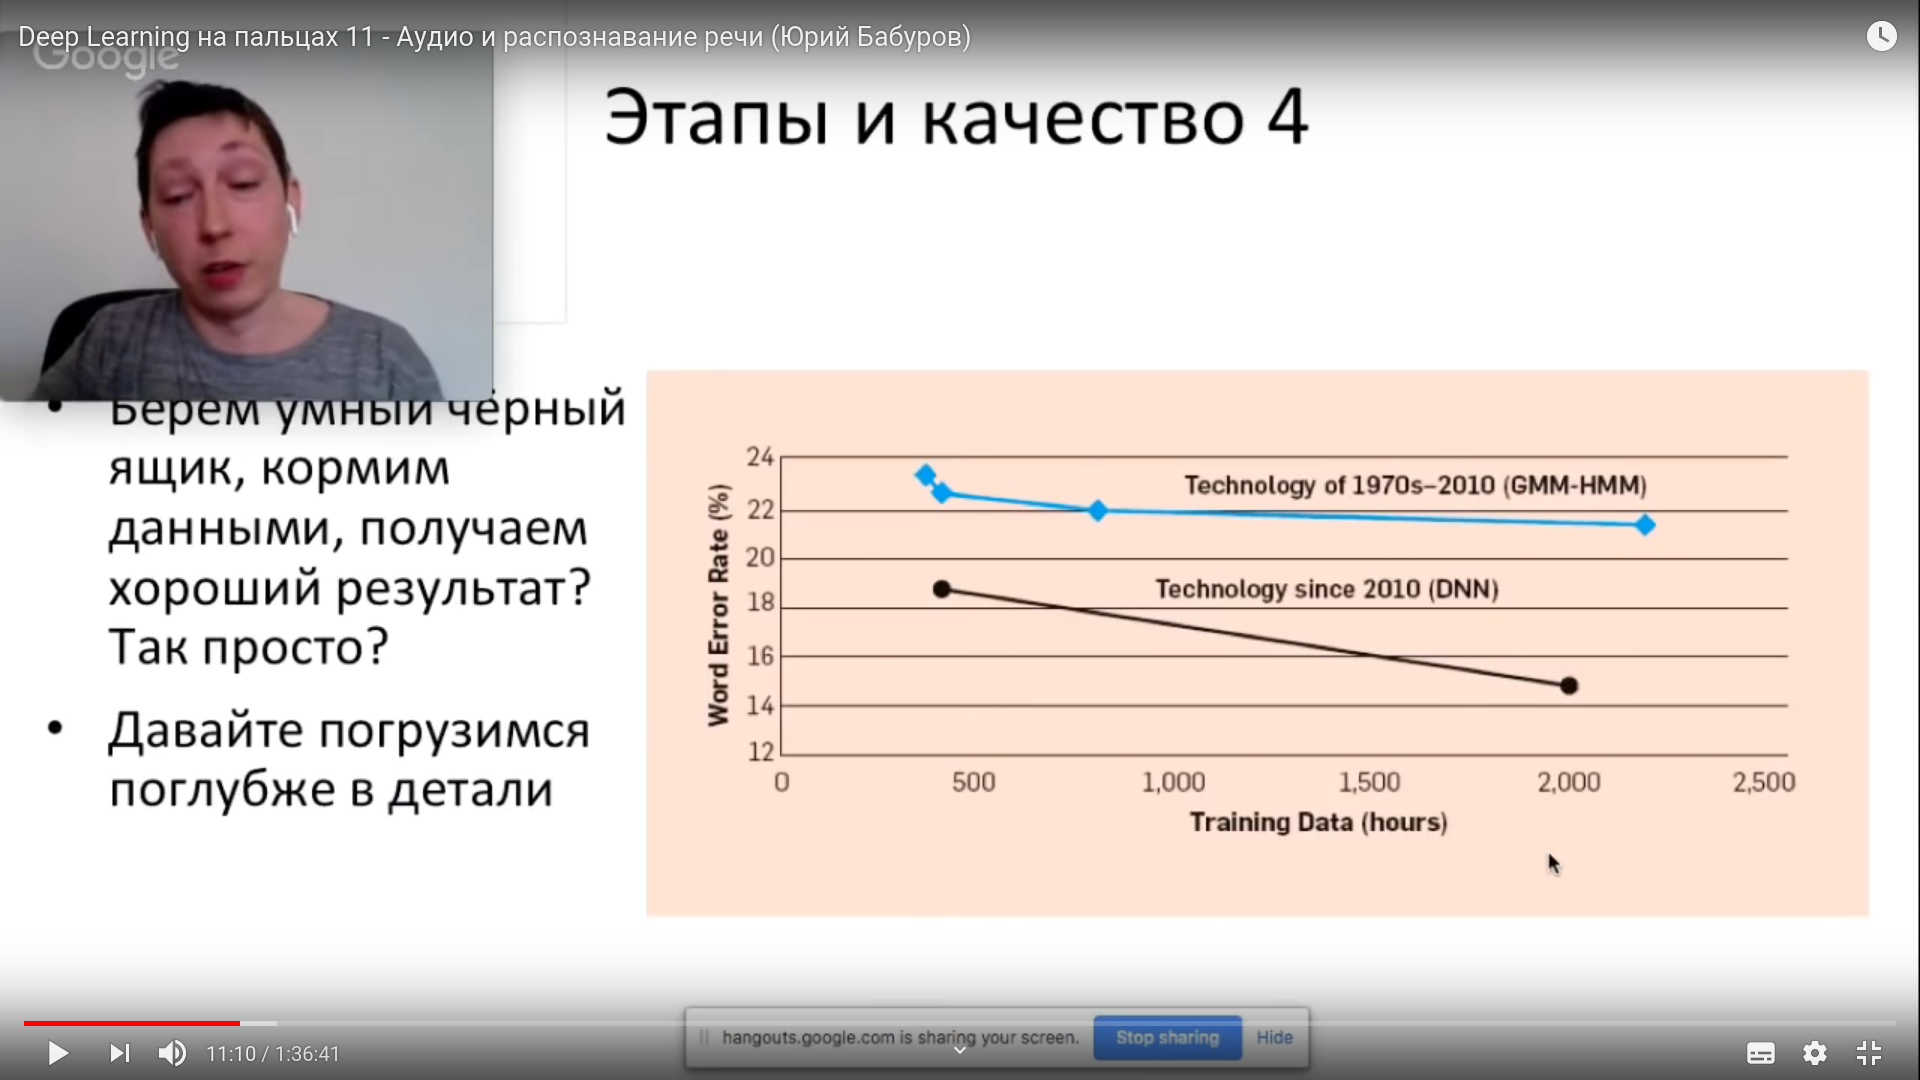 Deep Learning на пальцах 11 - Аудио и распознавание речи (Юрий Бабуров)
Google
Этапы и качество 4
• Берем умный чёрный
ящик, кормим
данными, получаем
хороший результат?
Так просто?
• Давайте погрузимся
поглубже в детали
Word Error Rate (%)
24
22
20
18
16
14
12
Technology of 1970s–2010 (GMM-HMM)
Technology since 2010 (DNN)
0 500 1,000 1,500 2,000 2,500
Training Data (hours)
hangouts.google.com is sharing your screen. Stop sharing Hide
11:10 / 1:36:41